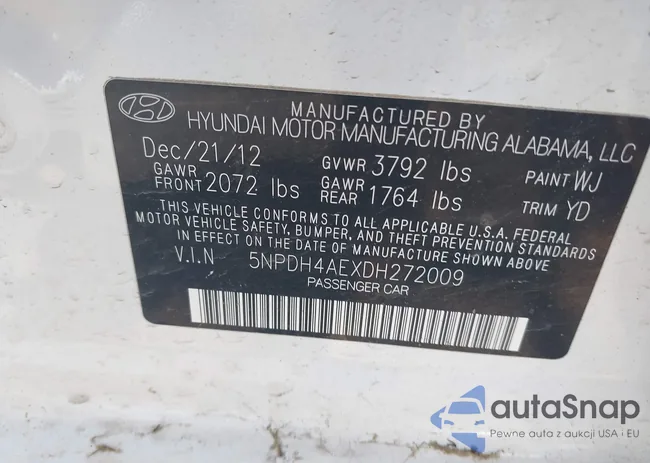 MANUFACTURED BY
HYUNDAI MOTOR MANUFACTURING ALABAMA, LLC
Dec/21/12 GVWR 3792 lbs PAINT WJ
GAWR FRONT 2072 lbs GAWR REAR 1764 lbs TRIM YD
THIS VEHICLE CONFORMS TO ALL APPLICABLE U.S.A. FEDERAL
MOTOR VEHICLE SAFETY, BUMPER, AND THEFT PREVENTION STANDARDS
IN EFFECT ON THE DATE OF MANUFACTURE SHOWN ABOVE.
V.I.N 5NPDH4AEXDH272009
PASSENGER CAR
autaSnap
Pewne auta z aukcji USA i EU